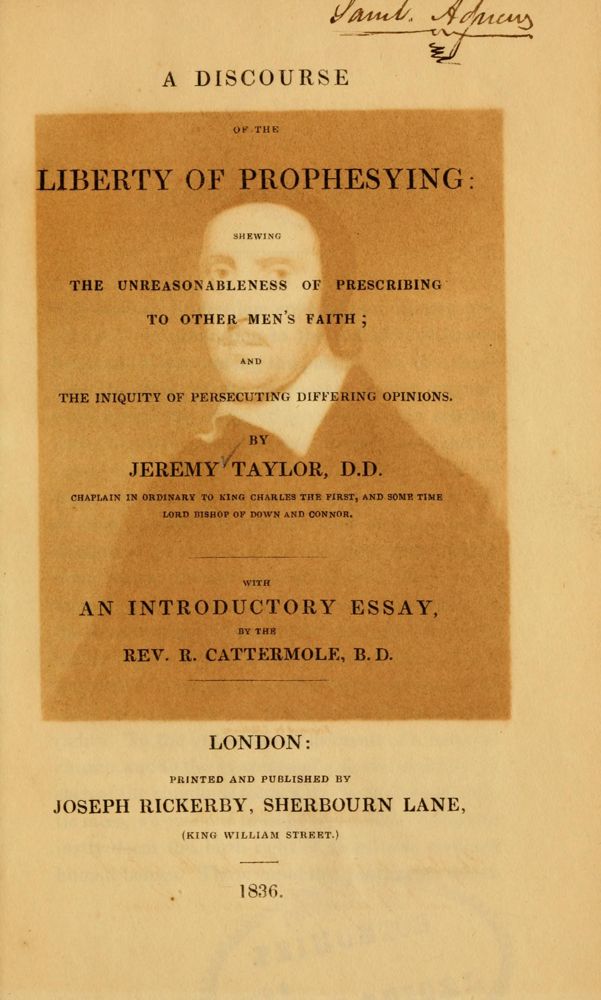 Saml.
A DISCOURSE
OF THE
LIBERTY OF PROPHESYING:
SHEWING
THE UNREASONABLENESS OF PRESCRIBING
TO OTHER MEN'S FAITH;
AND
THE INIQUITY OF PERSECUTING DIFFERING OPINIONS.
BY
JEREMY TAYLOR, D.D.
CHAPLAIN IN ORDINARY TO KING CHARLES THE FIRST, AND SOME TIME
LORD BISHOP OF DOWN AND CONNOR.
WITH
AN INTRODUCTORY ESSAY,
BY THE
REV. R. CATTERMOLE, B.D.
LONDON:
PRINTED AND PUBLISHED BY
JOSEPH RICKERBY, SHERBOURN LANE,
(KING WILLIAM STREET.)
1836.